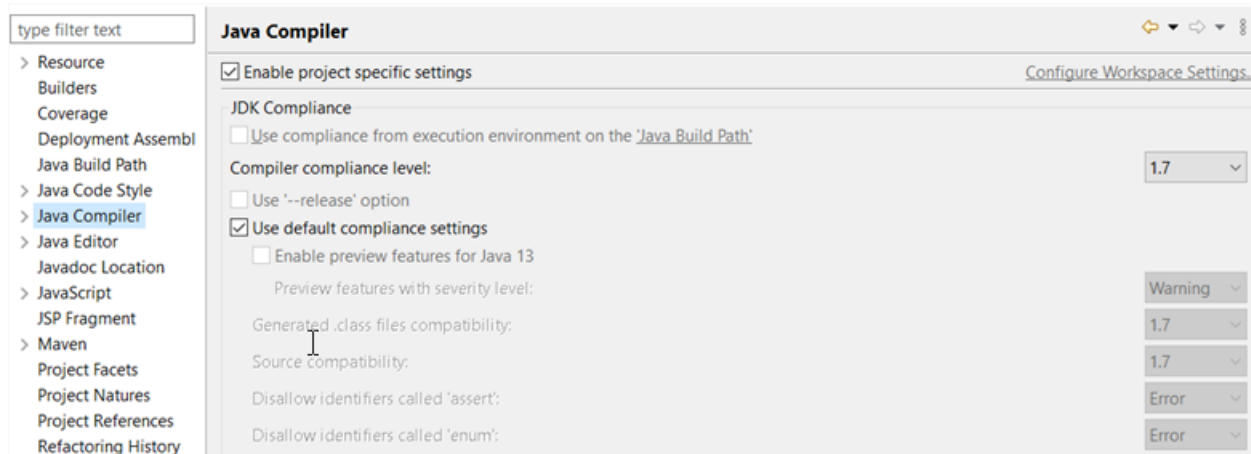 type filter text
Resource
Builders
Coverage
Deployment Assembl
Java Build Path
Java Code Style
Java Compiler
Java Editor
Javadoc Location
JavaScript
JSP Fragment
Maven
Project Facets
Project Natures
Project References
Refactoring History
Java Compiler
Enable project specific settings
Configure Workspace Settings..
JDK Compliance
Use compliance from execution environment on the 'Java Build Path'
Compiler compliance level: 1.7
Use '--release' option
Use default compliance settings
Enable preview features for Java 13
Preview features with severity level: Warning
Generated .class files compatibility: 1.7
Source compatibility: 1.7
Disallow identifiers called 'assert': Error
Disallow identifiers called 'enum': Error